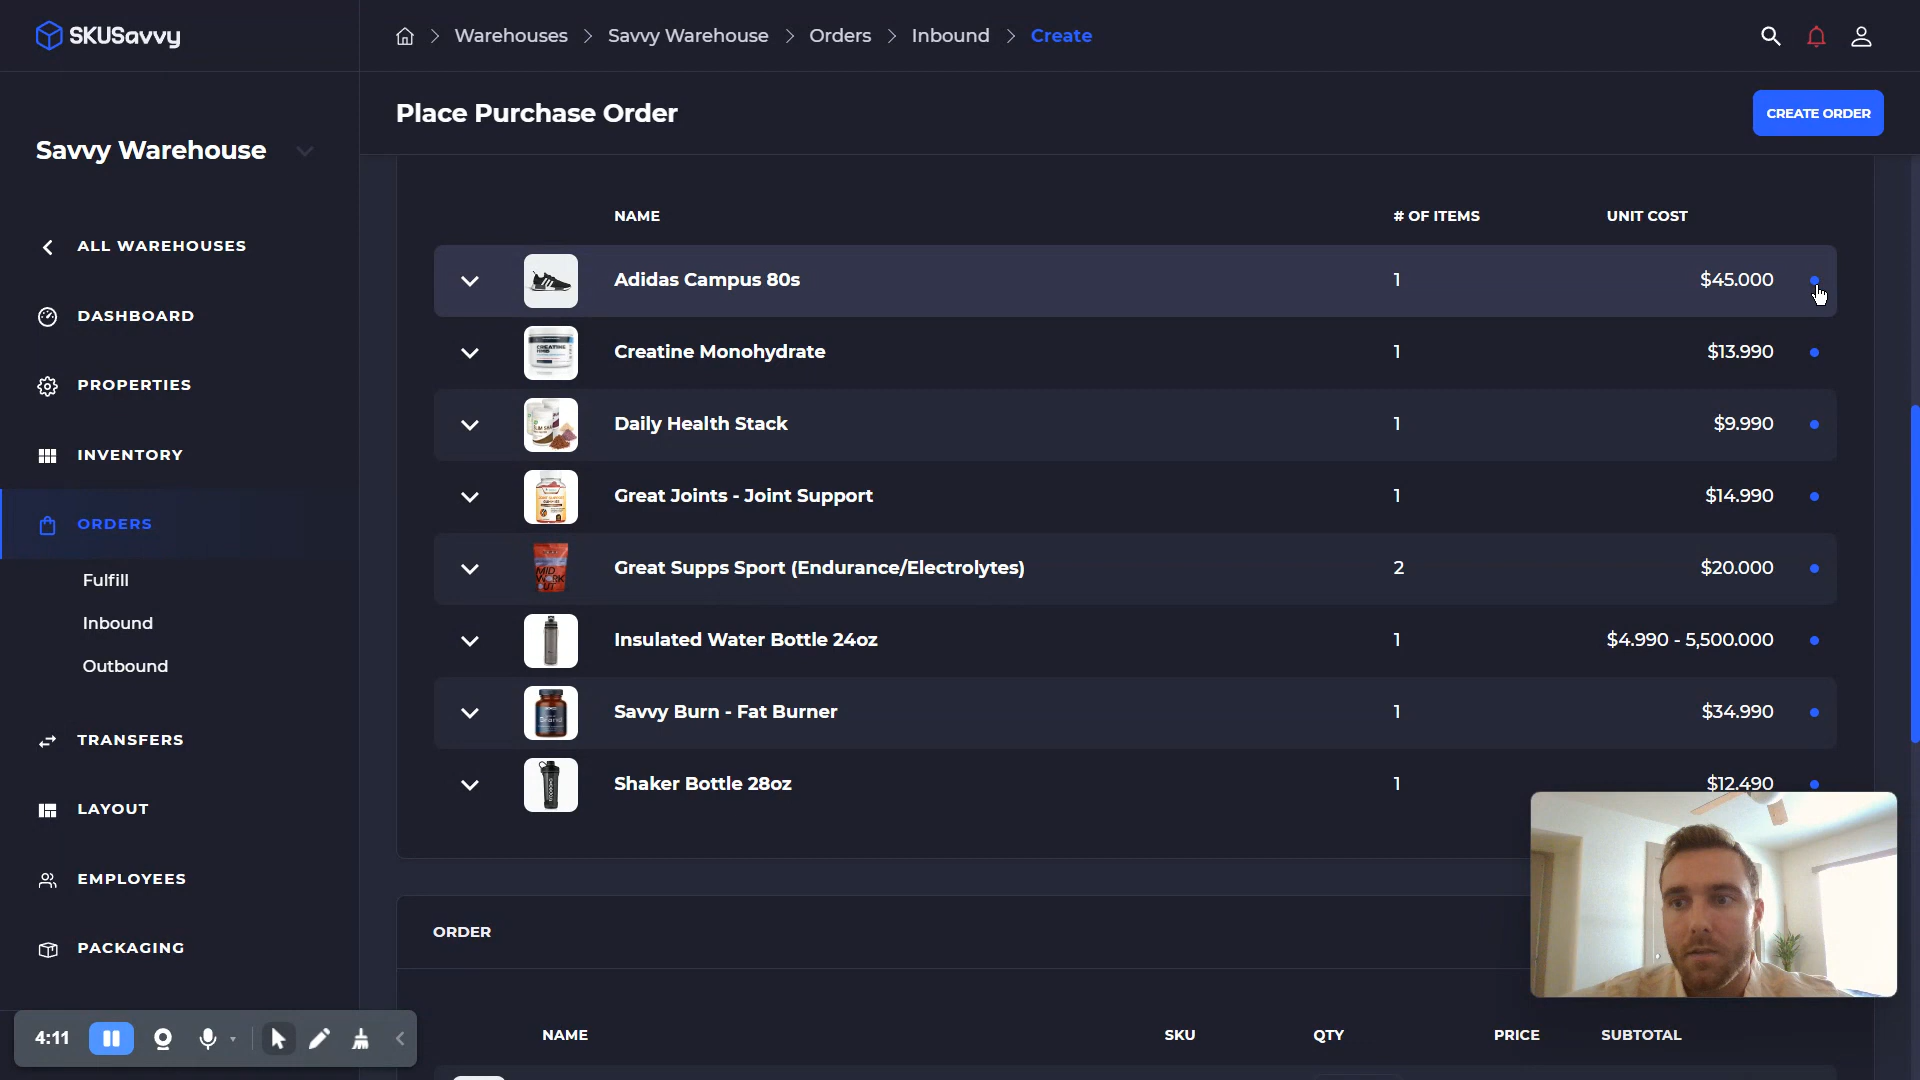 SKUSavvy
Warehouses
Savvy Warehouse
Orders
Inbound
Create
Place Purchase Order
CREATE ORDER
Savvy Warehouse
ALL WAREHOUSES
DASHBOARD
PROPERTIES
INVENTORY
ORDERS
Fulfill
Inbound
Outbound
TRANSFERS
LAYOUT
EMPLOYEES
PACKAGING
NAME # OF ITEMS UNIT COST
Adidas Campus 80s 1 $45.000
Creatine Monohydrate 1 $13.990
Daily Health Stack 1 $9.990
Great Joints - Joint Support 1 $14.990
MID
WORK
OUT
Great Supps Sport (Endurance/Electrolytes) 2 $20.000
Insulated Water Bottle 24oz 1 $4.990 - 5,500.000
Savvy Burn - Fat Burner 1 $34.990
Shaker Bottle 28oz 1 $12.490
ORDER
NAME SKU QTY PRICE SUBTOTAL
4:11